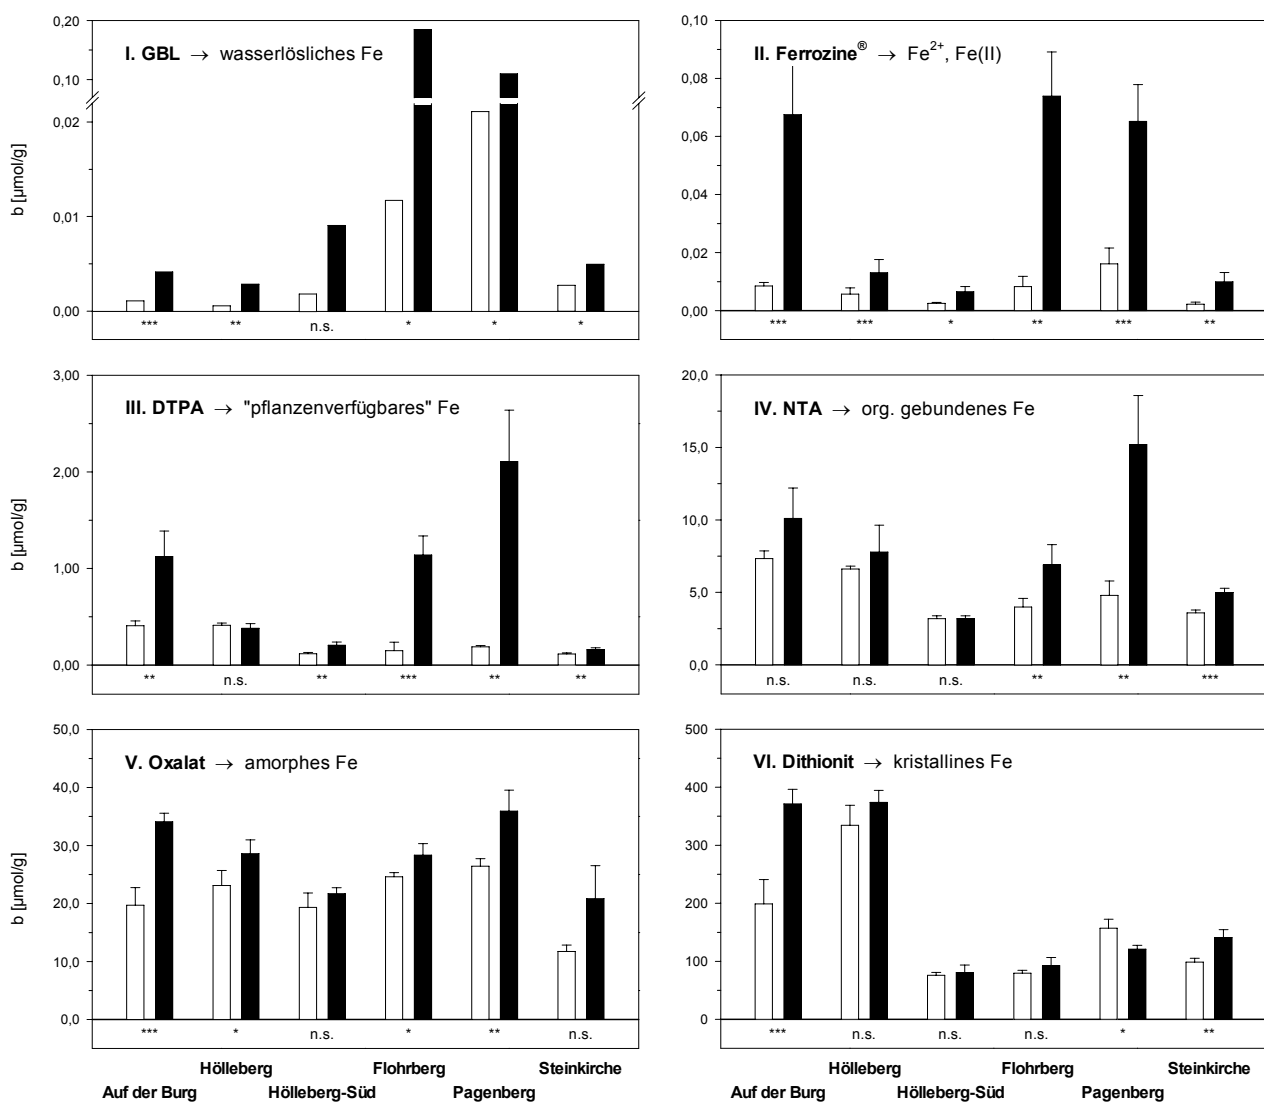 I. GBL → wasserlösliches Fe
b [µmol/g]
0,20
0,10
0,02
0,01
0,00
*** ** n.s. * * *
II. Ferrozine® → Fe2+, Fe(II)
0,10
0,08
0,06
0,04
0,02
0,00
*** *** * ** *** **
III. DTPA → "pflanzenverfügbares" Fe
b [µmol/g]
3,00
2,00
1,00
0,00
** n.s. ** *** ** **
IV. NTA → org. gebundenes Fe
20,0
15,0
10,0
5,0
0,0
n.s. n.s. n.s. ** ** ***
V. Oxalat → amorphes Fe
b [µmol/g]
50,0
40,0
30,0
20,0
10,0
0,0
*** * n.s. * ** n.s.
VI. Dithionit → kristallines Fe
500
400
300
200
100
0
*** n.s. n.s. n.s. * **
Hölleberg Flohrberg Steinkirche
Auf der Burg Hölleberg-Süd Pagenberg
Hölleberg Flohrberg Steinkirche
Auf der Burg Hölleberg-Süd Pagenberg